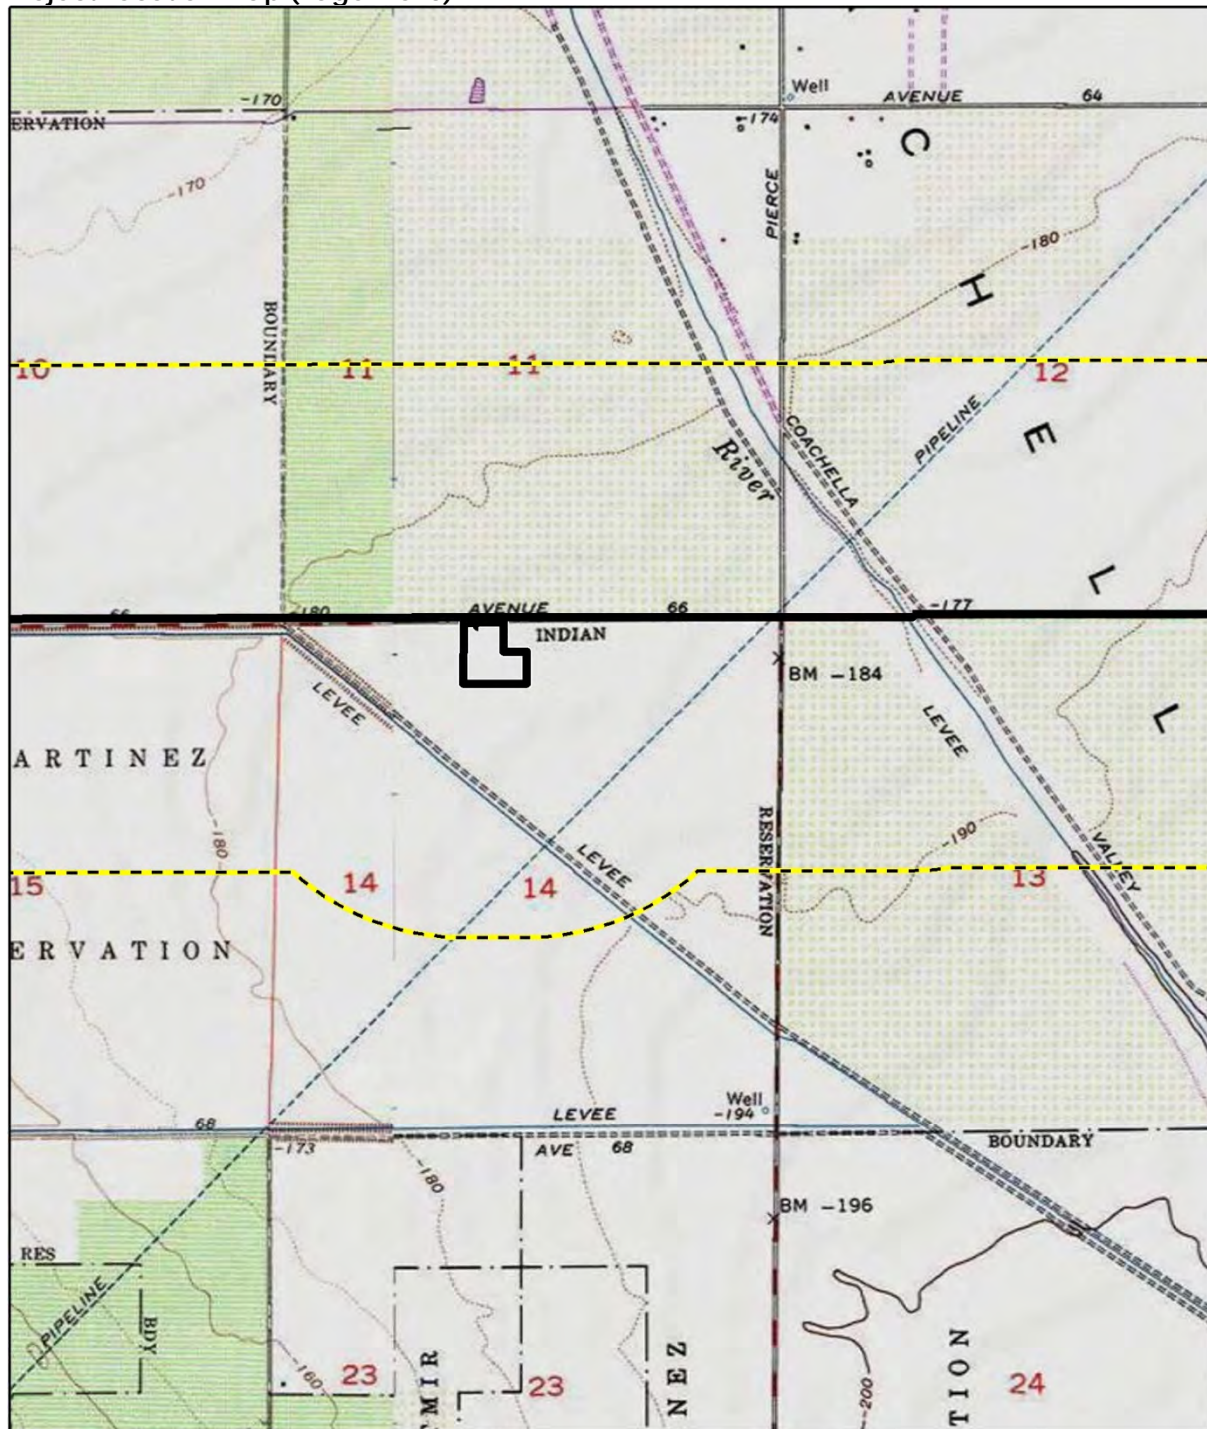 -170
Well
AVENUE 64
ERVATION
-174
C
-170
PIERCE
-180
H
BOUNDARY
10
11
11
12
COACHELLA
PIPELINE
E
River
L
66
-180
AVENUE 66
-177
INDIAN
BM -184
LEVEE
LEVEE
L
ARTINEZ
-180
RESERVATION
-190
VALLEY
LEVEE
15
14
14
13
ERVATION
Well
-194
68
LEVEE
-173
AVE 68
BOUNDARY
-180
BM -196
RES
PIPELINE
BDY
-160
23
MIR
23
NEZ
TION
24
-200